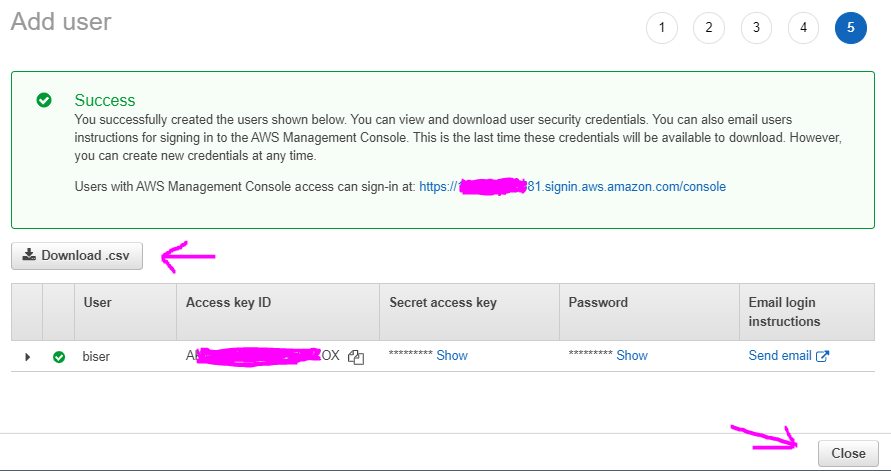 Add user
1 2 3 4 5
Success
You successfully created the users shown below. You can view and download user security credentials. You can also email users
instructions for signing in to the AWS Management Console. This is the last time these credentials will be available to download. However,
you can create new credentials at any time.
Users with AWS Management Console access can sign-in at: https:// 81.signin.aws.amazon.com/console
Download .csv
User Access key ID Secret access key Password Email login
instructions
biser A OX ********* Show ********* Show Send email
Close